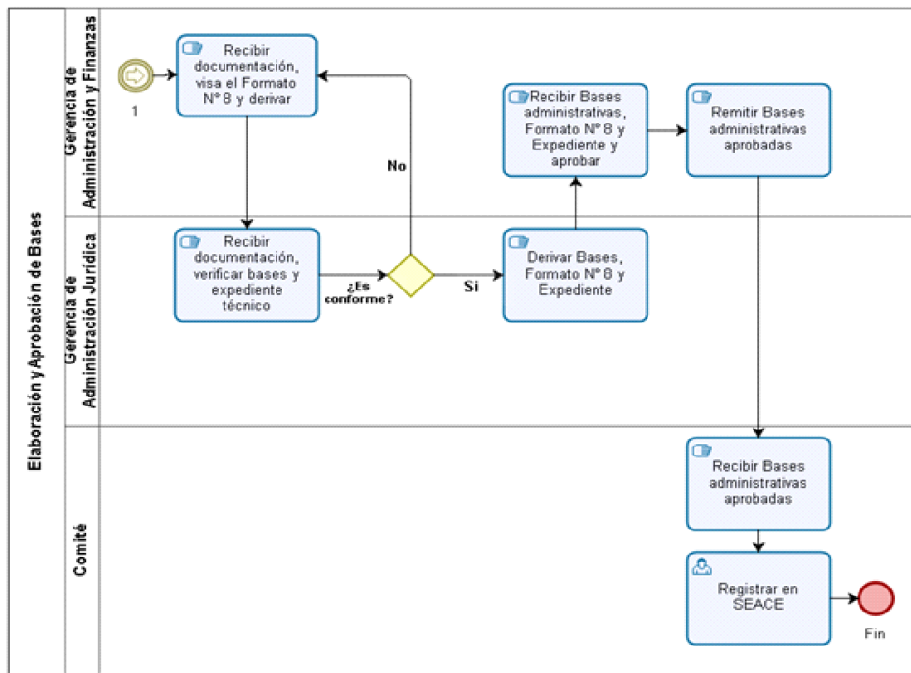 Elaboración y Aprobación de Bases
Gerencia de
Administración y Finanzas
1
Recibir
documentación,
visa el Formato
N° 8 y derivar
Recibir Bases
administrativas,
Formato N° 8 y
Expediente y
aprobar
Remitir Bases
administrativas
aprobadas
No
Gerencia de
Administración Jurídica
Recibir
documentación,
verificar bases y
expediente
técnico
¿Es
conforme?
Si
Derivar Bases,
Formato N° 8 y
Expediente
Comité
Recibir Bases
administrativas
aprobadas
Registrar en
SEACE
Fin